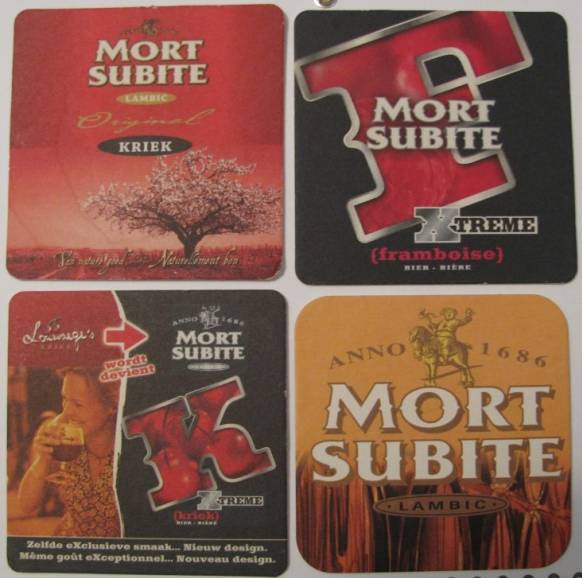 MORT
SUBITE
LAMBIC
Original
KRIEK
Van nature goed Naturellement bon
F
MORT
SUBITE
XTREME
(framboise)
BIER - BIÈRE
wordt
devient
ANNO 1686
MORT
SUBITE
K
XTREME
(kriek)
BIER - BIÈRE
Zelfde eXclusieve smaak... Nieuw design.
Même goût eXceptionnel... Nouveau design.
ANNO 1686
MORT
SUBITE
· LAMBIC ·